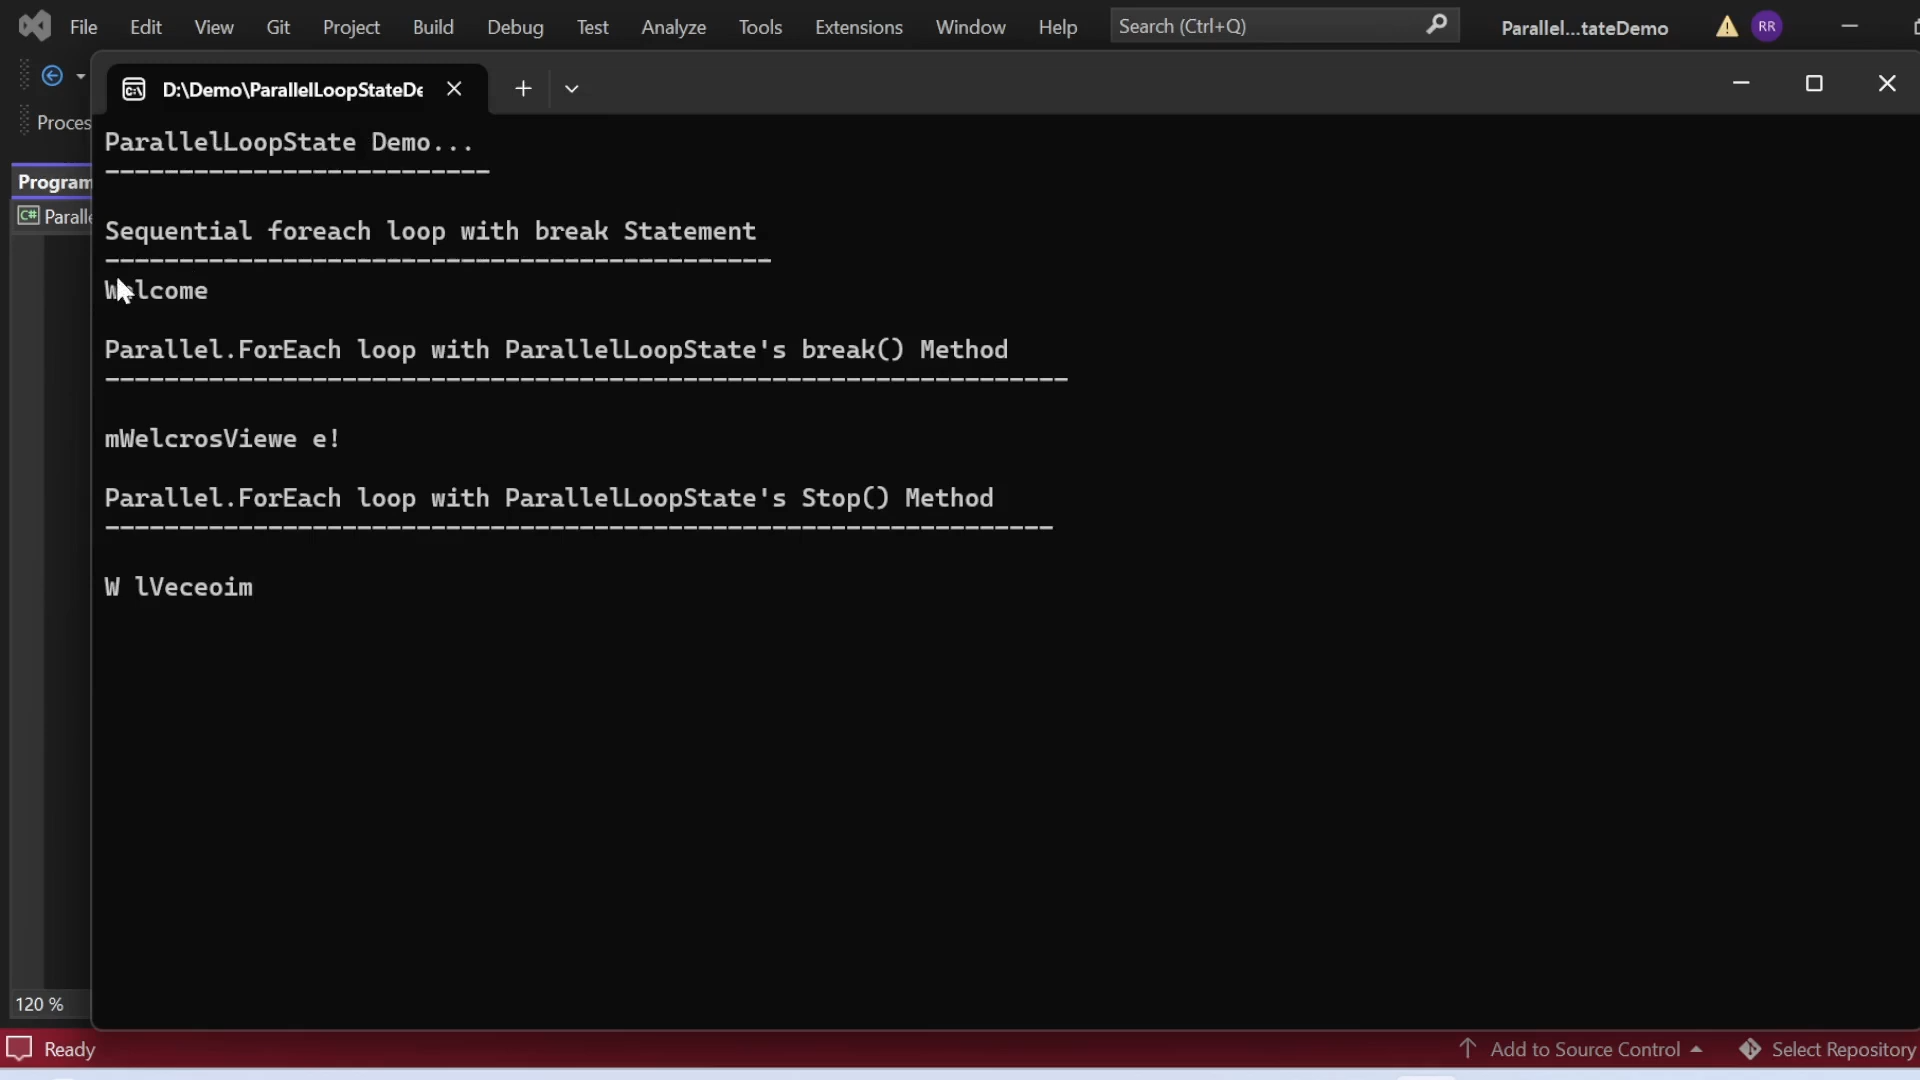 File Edit View Git Project Build Debug Test Analyze Tools Extensions Window Help Search (Ctrl+Q) Parallel...tateDemo RR
D:\Demo\ParallelLoopStateDe
Proces
ParallelLoopState Demo...
--------------------------
Program
C# Paralle
Sequential foreach loop with break Statement
---------------------------------------------
Welcome
Parallel.ForEach loop with ParallelLoopState's break() Method
-----------------------------------------------------------------
mWelcrosViewe e!
Parallel.ForEach loop with ParallelLoopState's Stop() Method
----------------------------------------------------------------
W lVeceoim
120 %
Ready Add to Source Control Select Repository